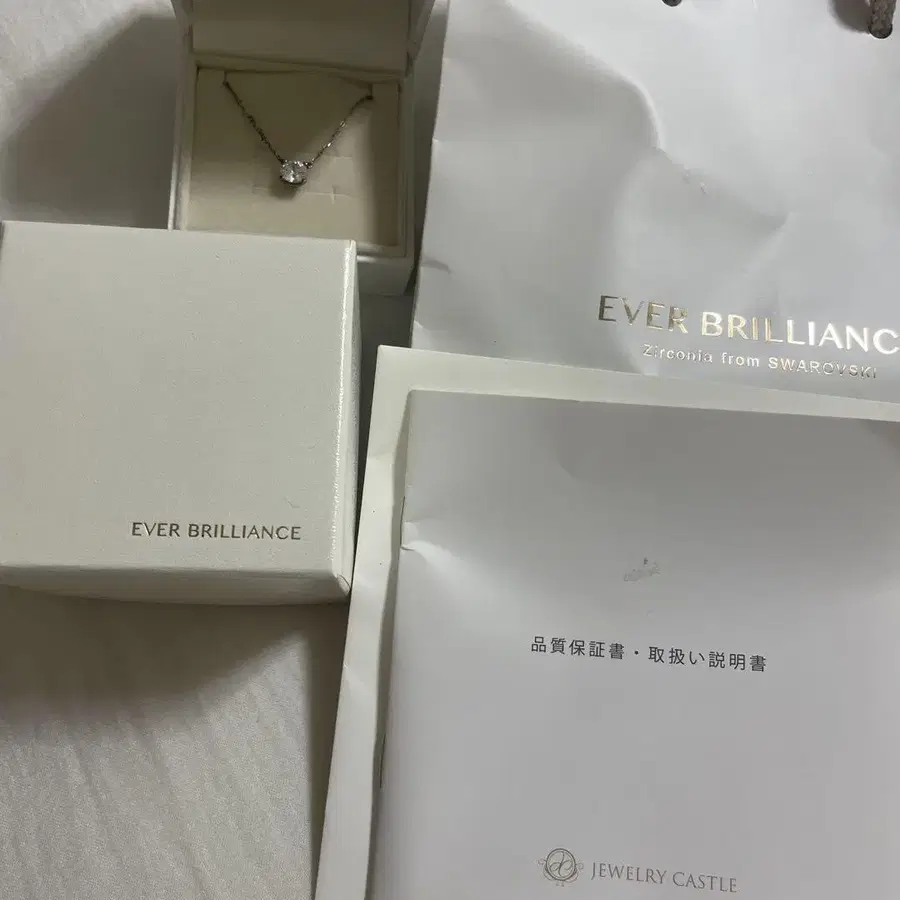 EVER BRILLIANC
Zirconia from SWAROVSKI
EVER BRILLIANCE
品質保証書・取扱い説明書
JEWELRY CASTLE